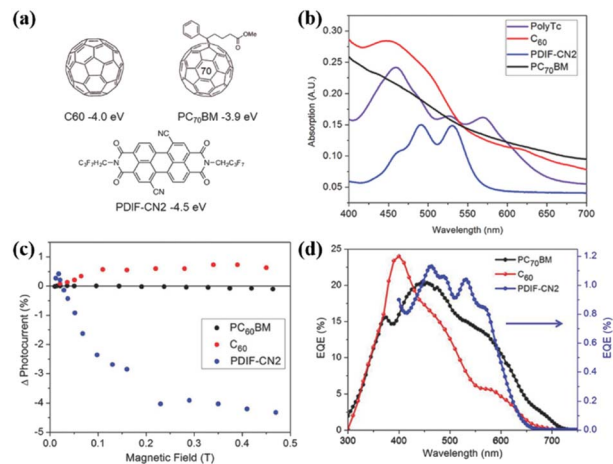 (a)
OMe
O
70
C60 -4.0 eV
PC70BM -3.9 eV
CN
O
O
C3F7H2C-N
N-CH2C3F7
O
O
CN
PDIF-CN2 -4.5 eV
(b)
PolyTc
C60
PDIF-CN2
PC70BM
0.30
0.25
0.20
0.15
0.10
0.05
Absorption (A.U.)
400 450 500 550 600 650 700
Wavelength (nm)
(c)
1
0
-1
-2
-3
-4
-5
Δ Photocurrent (%)
PC60BM
C60
PDIF-CN2
0.0 0.1 0.2 0.3 0.4 0.5
Magnetic Field (T)
(d)
PC70BM
C60
PDIF-CN2
25
20
15
10
5
0
EQE (%)
1.2
1.0
0.8
0.6
0.4
0.2
0.0
EQE (%)
300 400 500 600 700
Wavelength (nm)